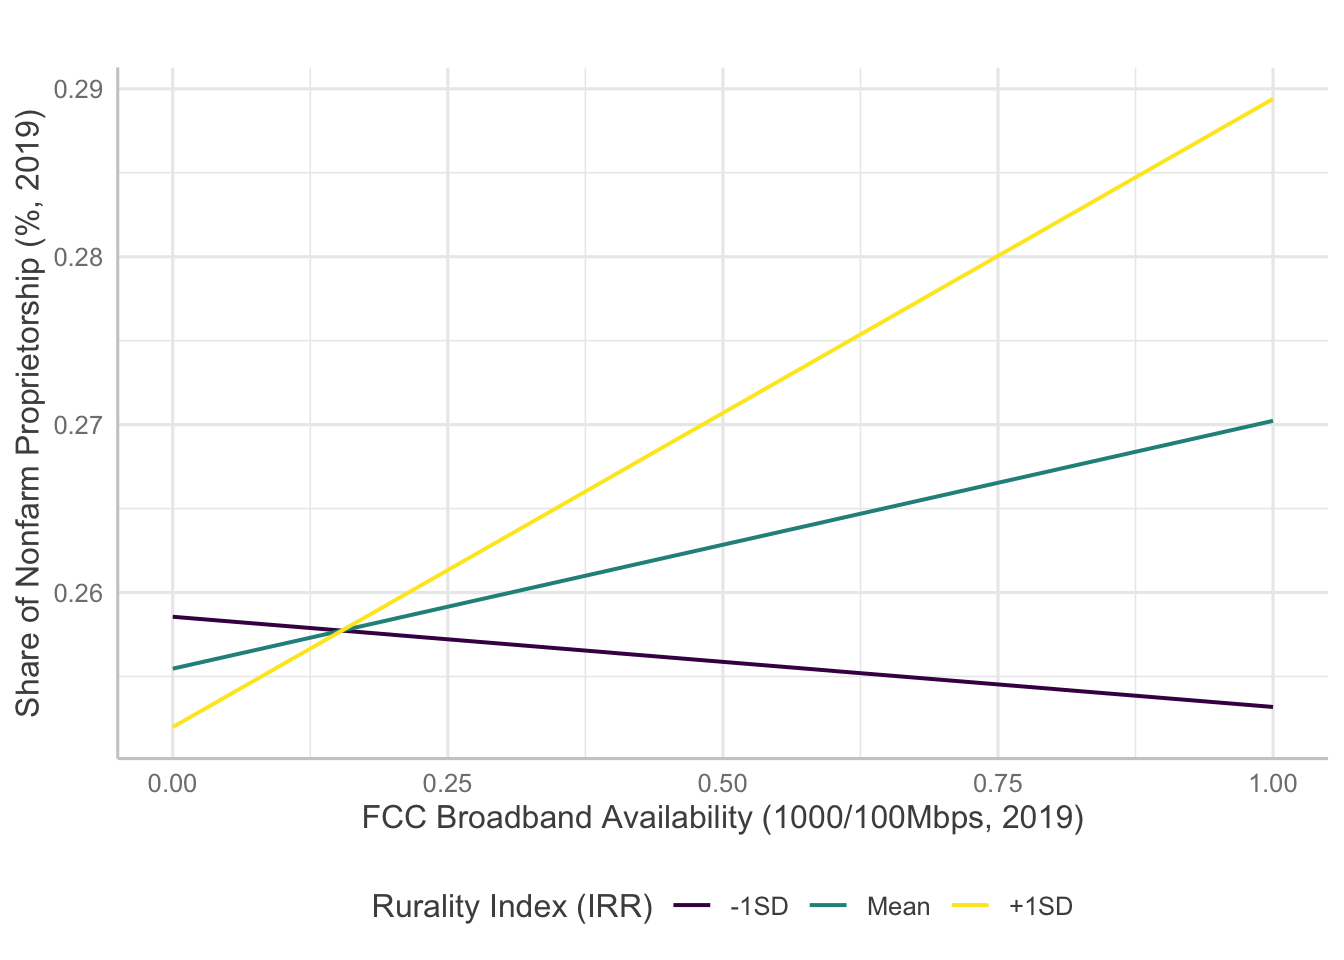 Share of Nonfarm Proprietorship (%, 2019)
0.29
0.28
0.27
0.26
0.00 0.25 0.50 0.75 1.00
FCC Broadband Availability (1000/100Mbps, 2019)
Rurality Index (IRR) -1SD Mean +1SD